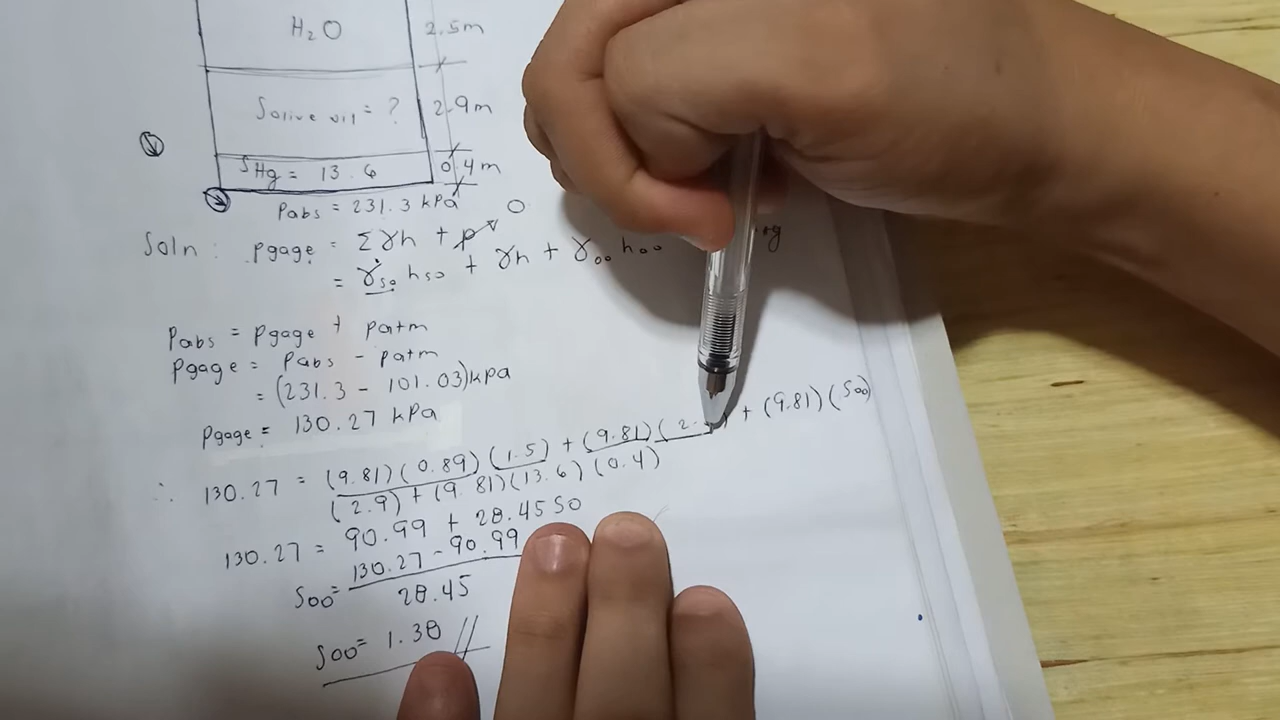 H₂O 2.5m
Solive oil = ? 2.9m
SHg = 13.6 0.4m
Pabs = 231.3 kPa
Soln: Pgage = Σγh + p 0
= γso hso + γh + γoo hoo
Pabs = Pgage + Patm
Pgage = Pabs - Patm
= (231.3 - 101.03) kPa
Pgage = 130.27 kPa
∴ 130.27 = (9.81)(0.89)(1.5) + (9.81)(2. ) + (9.81)(Soo)
(2.9) + (9.81)(13.6)(0.4)
130.27 = 90.99 + 28.45 So
Soo = 130.27 - 90.99
28.45
Soo = 1.38 //